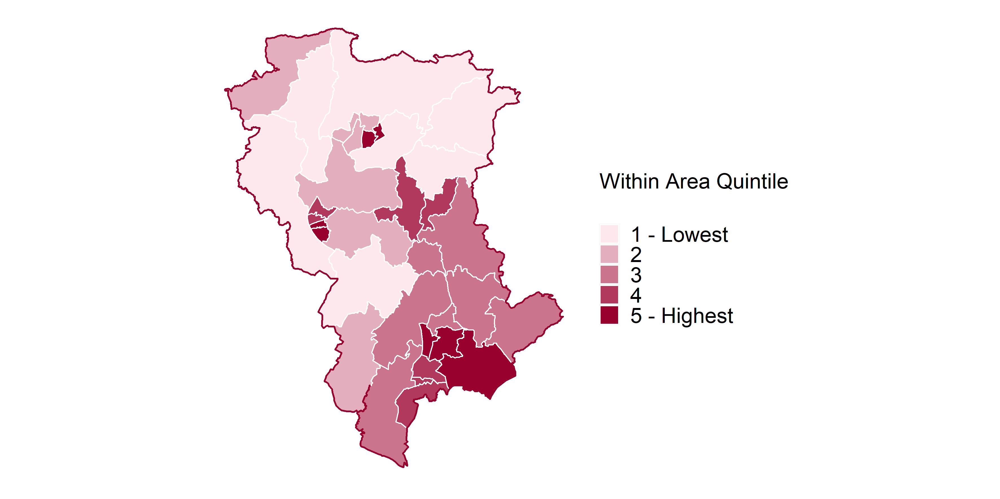 Within Area Quintile
1 - Lowest
2
3
4
5 - Highest